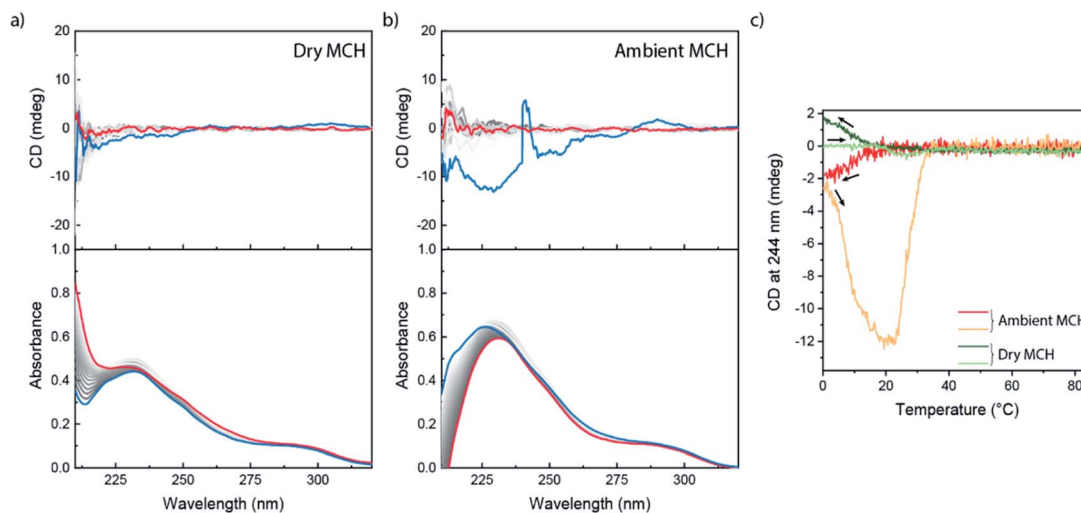 a)
b)
c)
20
10
0
-10
-20
CD (mdeg)
Dry MCH
1.0
0.8
0.6
0.4
0.2
0.0
Absorbance
225
250
275
300
Wavelength (nm)
20
10
0
-10
-20
CD (mdeg)
Ambient MCH
1.0
0.8
0.6
0.4
0.2
0.0
Absorbance
225
250
275
300
Wavelength (nm)
2
0
-2
-4
-6
-8
-10
-12
CD at 244 nm (mdeg)
Ambient MCH
Dry MCH
0
20
40
60
80
Temperature (°C)